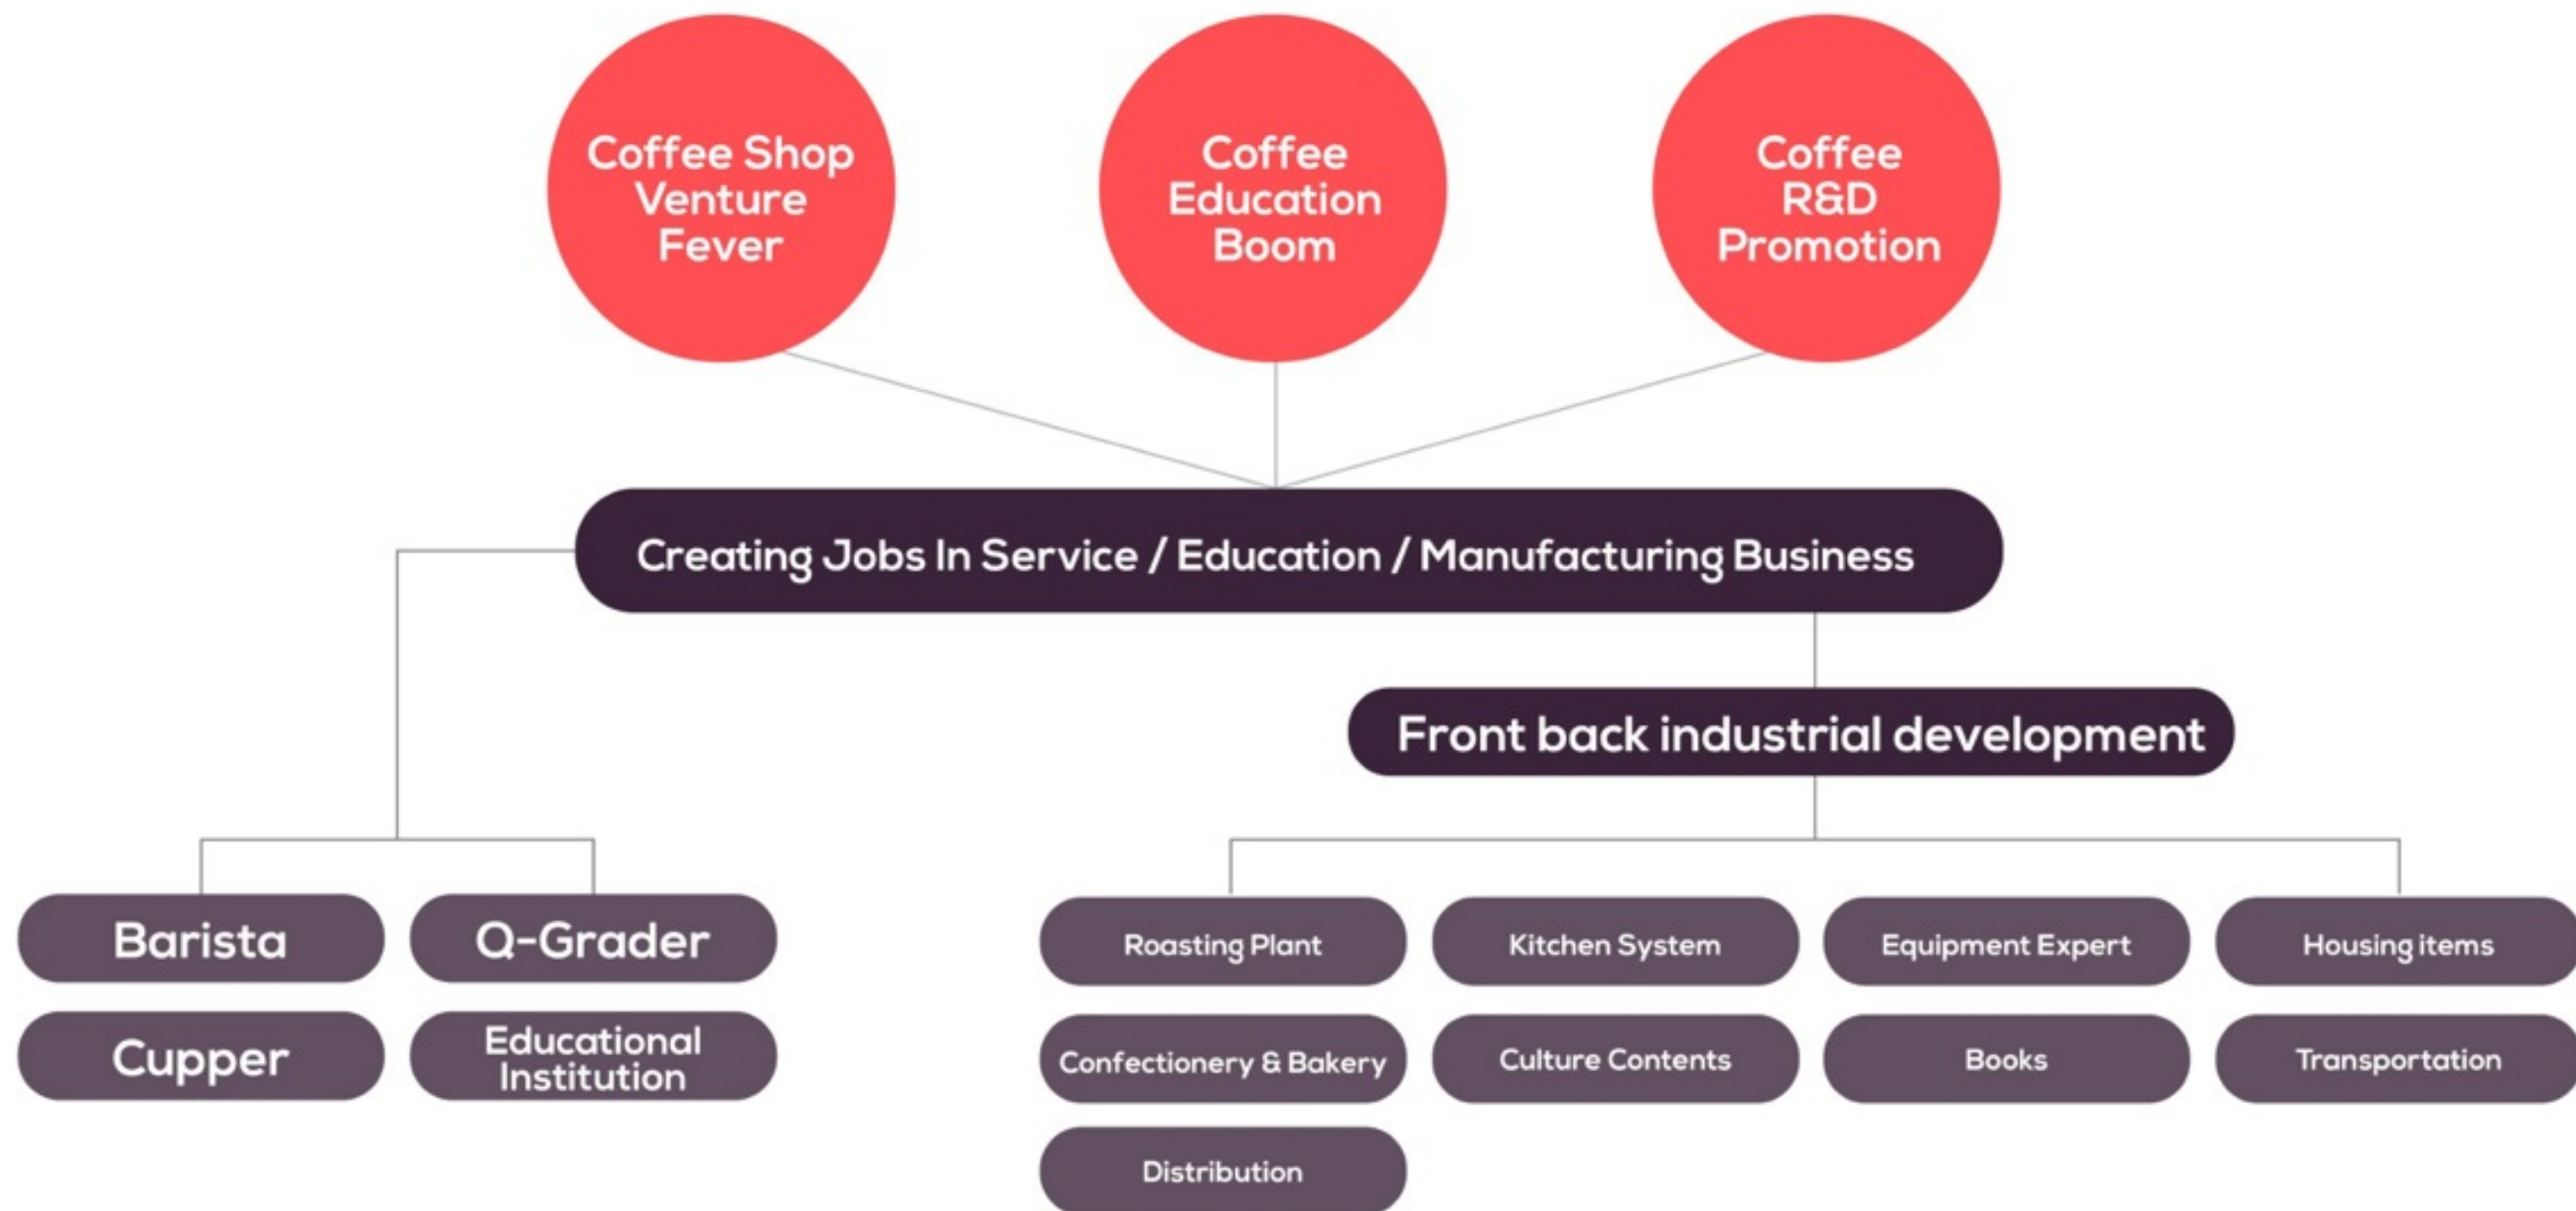 Coffee Shop
Venture
Fever
Coffee
Education
Boom
Coffee
R&D
Promotion
Creating Jobs In Service / Education / Manufacturing Business
Front back industrial development
Barista
Q-Grader
Cupper
Educational
Institution
Roasting Plant
Kitchen System
Equipment Expert
Housing items
Confectionery & Bakery
Culture Contents
Books
Transportation
Distribution